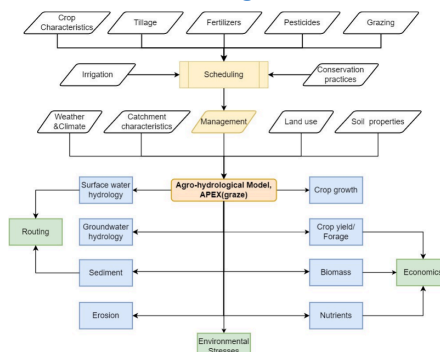 Crop
Characteristics
Tillage
Fertilizers
Pesticides
Grazing
Irrigation
Scheduling
Conservation
practices
Weather
&Climate
Catchment
characteristics
Management
Land use
Soil properties
Surface water
hydrology
Agro-hydrological Model,
APEX(graze)
Crop growth
Routing
Groundwater
hydrology
Crop yield/
Forage
Sediment
Biomass
Economics
Erosion
Nutrients
Environmental
Stresses